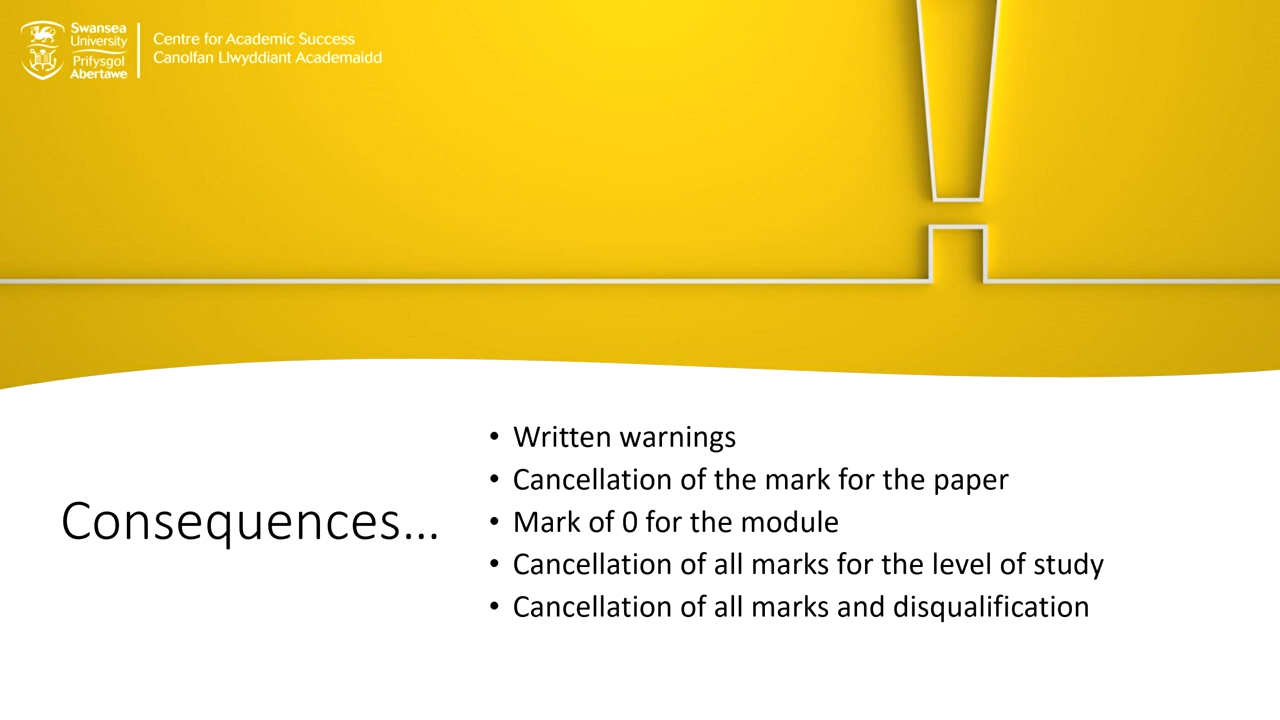 Swansea
University
Prifysgol
Abertawe
Centre for Academic Success
Canolfan Llwyddiant Academaidd
Consequences…
• Written warnings
• Cancellation of the mark for the paper
• Mark of 0 for the module
• Cancellation of all marks for the level of study
• Cancellation of all marks and disqualification